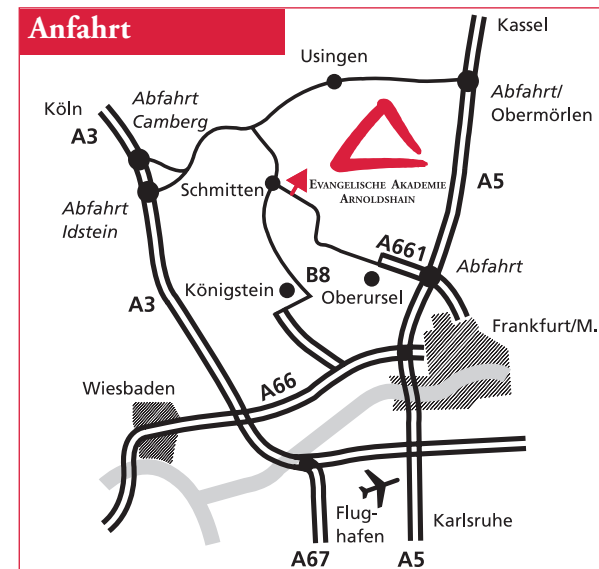 Anfahrt
Kassel
Usingen
Köln
Abfahrt
Camberg
Abfahrt/
Obermörlen
A3
Schmitten
EVANGELISCHE AKADEMIE
ARNOLDSHAIN
A5
Abfahrt
Idstein
A661
B8
Abfahrt
A3
Königstein
Oberursel
Frankfurt/M.
Wiesbaden
A66
Flug-
hafen
Karlsruhe
A67
A5